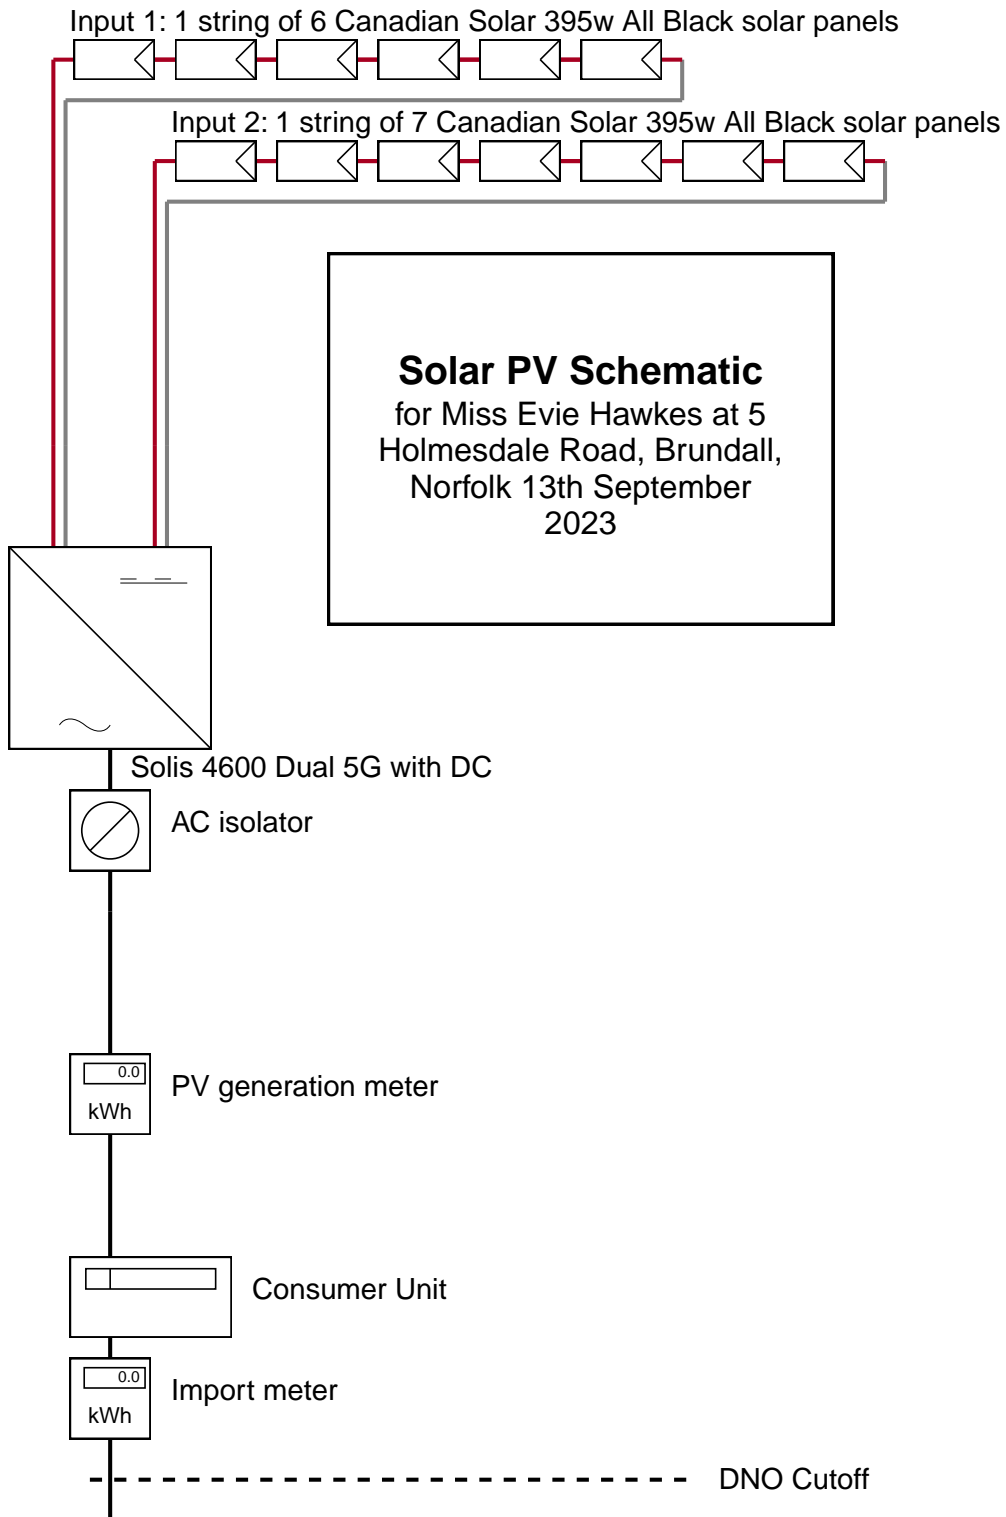 Input 1: 1 string of 6 Canadian Solar 395w All Black solar panels
Input 2: 1 string of 7 Canadian Solar 395w All Black solar panels
Solar PV Schematic
for Miss Evie Hawkes at 5
Holmesdale Road, Brundall,
Norfolk 13th September
2023
Solis 4600 Dual 5G with DC
AC isolator
0.0
kWh
PV generation meter
Consumer Unit
0.0
kWh
Import meter
DNO Cutoff